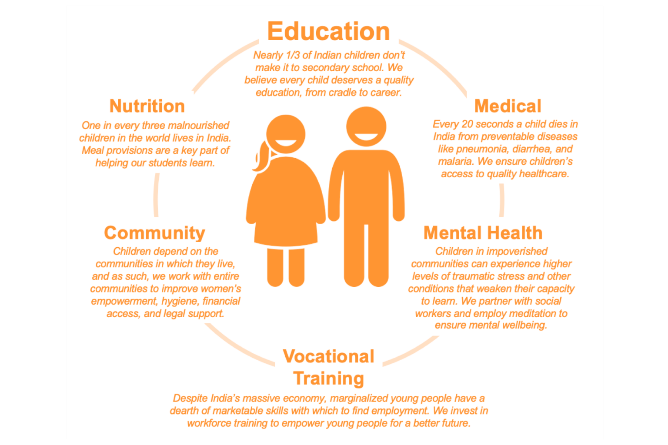 Education
Nearly 1/3 of Indian children don't
make it to secondary school. We
believe every child deserves a quality
education, from cradle to career.
Nutrition
One in every three malnourished
children in the world lives in India.
Meal provisions are a key part of
helping our students learn.
Medical
Every 20 seconds a child dies in
India from preventable diseases
like pneumonia, diarrhea, and
malaria. We ensure children's
access to quality healthcare.
Community
Children depend on the
communities in which they live,
and as such, we work with entire
communities to improve women's
empowerment, hygiene, financial
access, and legal support.
Mental Health
Children in impoverished
communities can experience higher
levels of traumatic stress and other
conditions that weaken their capacity
to learn. We partner with social
workers and employ meditation to
ensure mental wellbeing.
Vocational
Training
Despite India's massive economy, marginalized young people have a
dearth of marketable skills with which to find employment. We invest in
workforce training to empower young people for a better future.